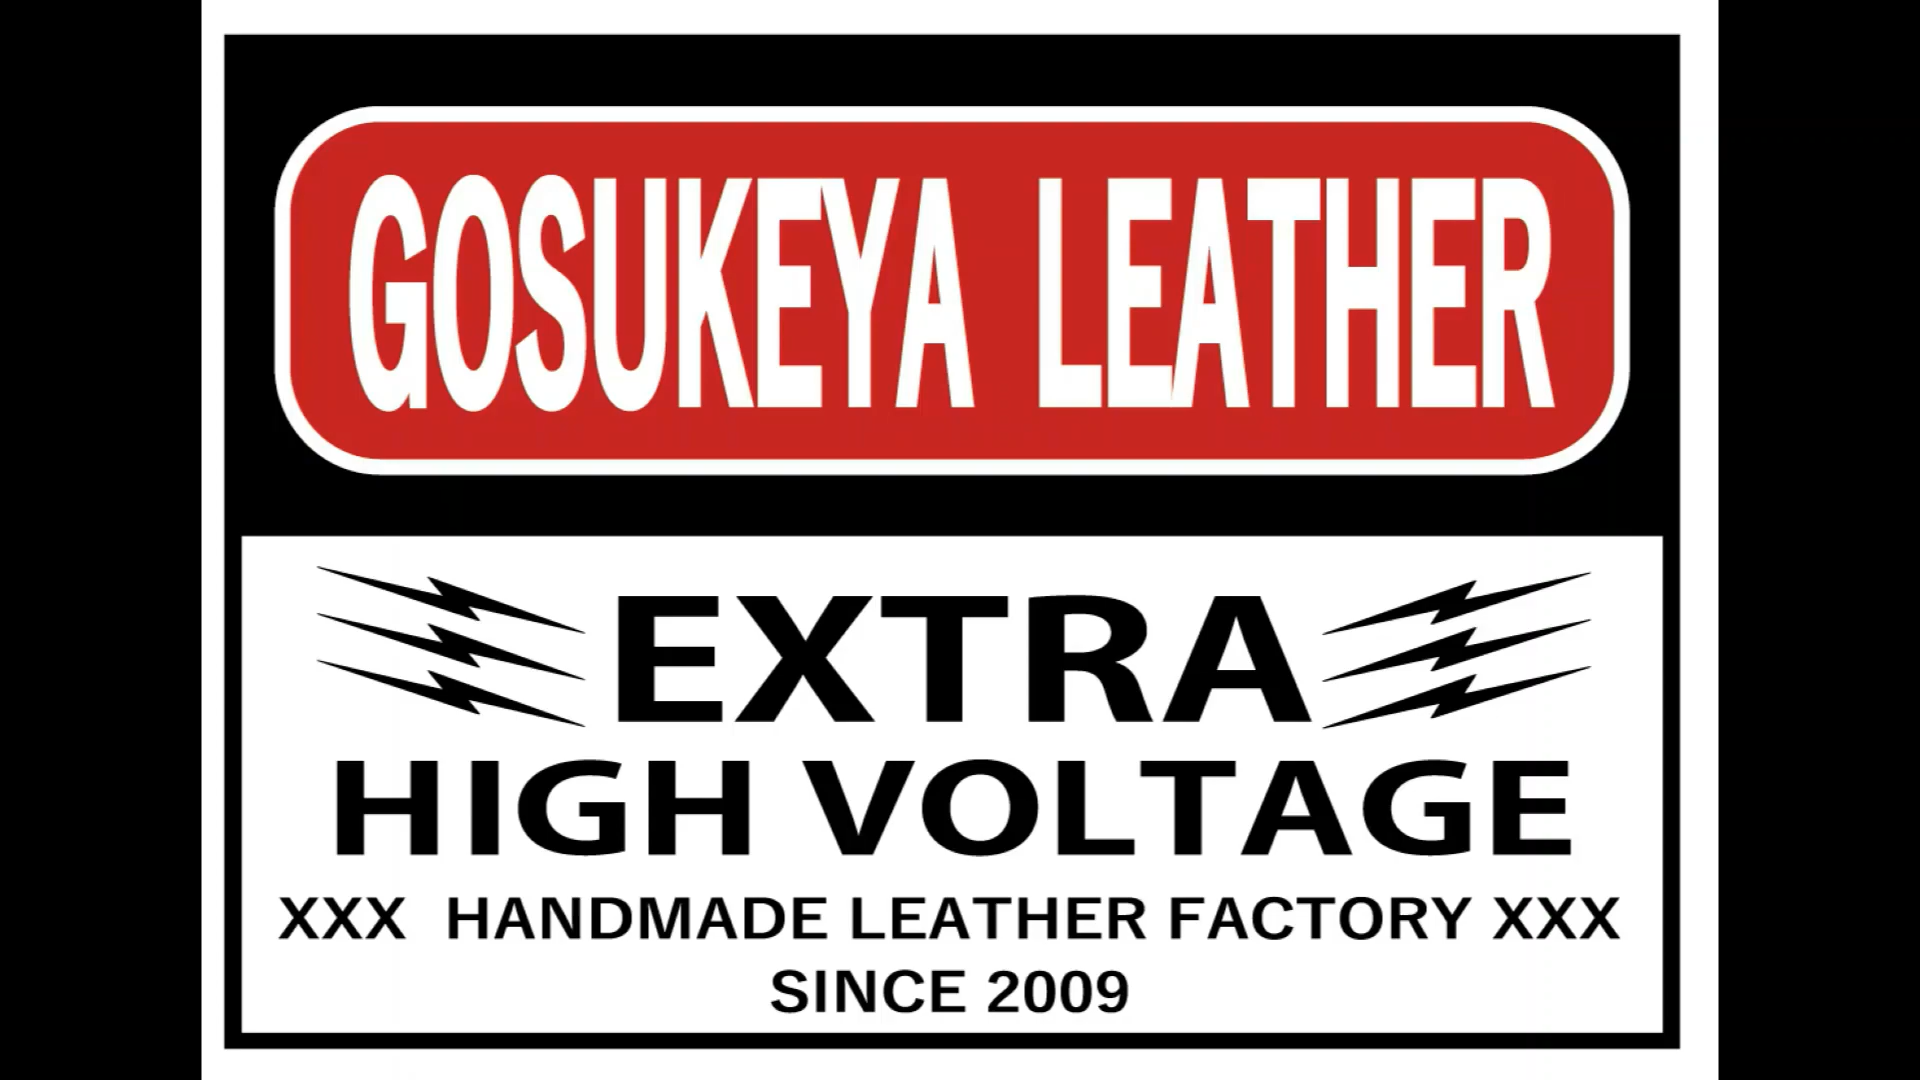 GOSUKEYA LEATHER
EXTRA
HIGH VOLTAGE
XXX HANDMADE LEATHER FACTORY XXX
SINCE 2009